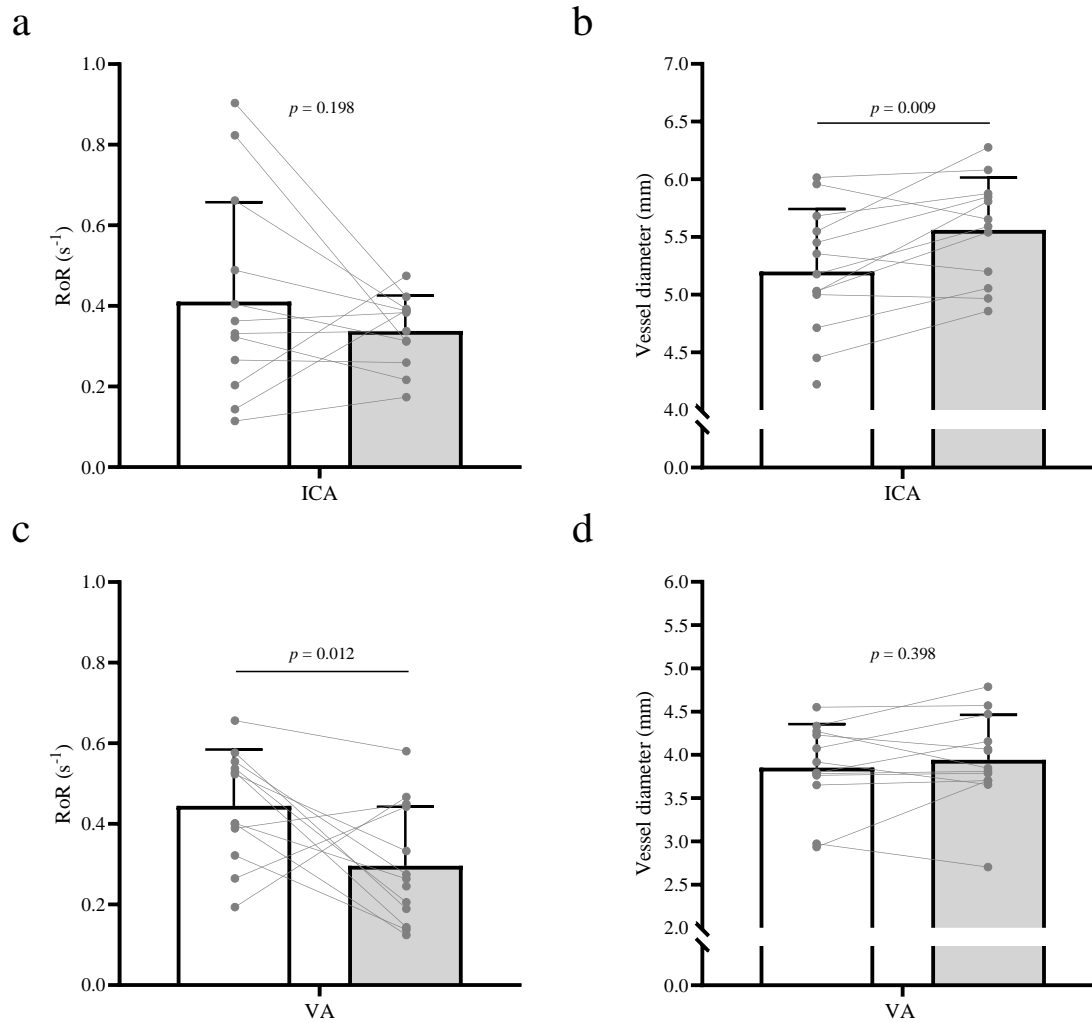 a
1.0
0.8
0.6
0.4
0.2
0.0
RoR (s⁻¹)
p = 0.198
ICA
b
7.0
6.5
6.0
5.5
5.0
4.5
4.0
0.0
Vessel diameter (mm)
p = 0.009
ICA
c
1.0
0.8
0.6
0.4
0.2
0.0
RoR (s⁻¹)
p = 0.012
VA
d
6.0
5.5
5.0
4.5
4.0
3.5
3.0
2.5
2.0
0.0
Vessel diameter (mm)
p = 0.398
VA